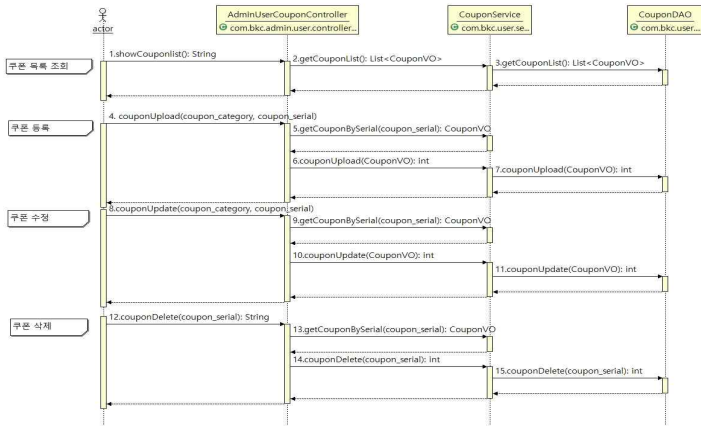 AdminUserCouponController
com.bkc.admin.user.controller...
CouponService
com.bkc.user.se...
CouponDAO
com.bkc.user....
actor
쿠폰 목록 조회
1.showCouponlist(): String
2.getCouponList(): List<CouponVO>
3.getCouponList(): List<CouponVO>
쿠폰 등록
4. couponUpload(coupon_category, coupon_serial)
5.getCouponBySerial(coupon_serial): CouponVO
6.couponUpload(CouponVO): int
7.couponUpload(CouponVO): int
쿠폰 수정
8.couponUpdate(coupon_category, coupon_serial)
9.getCouponBySerial(coupon_serial): CouponVO
10.couponUpdate(CouponVO): int
11.couponUpdate(CouponVO): int
쿠폰 삭제
12.couponDelete(coupon_serial): String
13.getCouponBySerial(coupon_serial): CouponVO
14.couponDelete(coupon_serial): int
15.couponDelete(coupon_serial): int